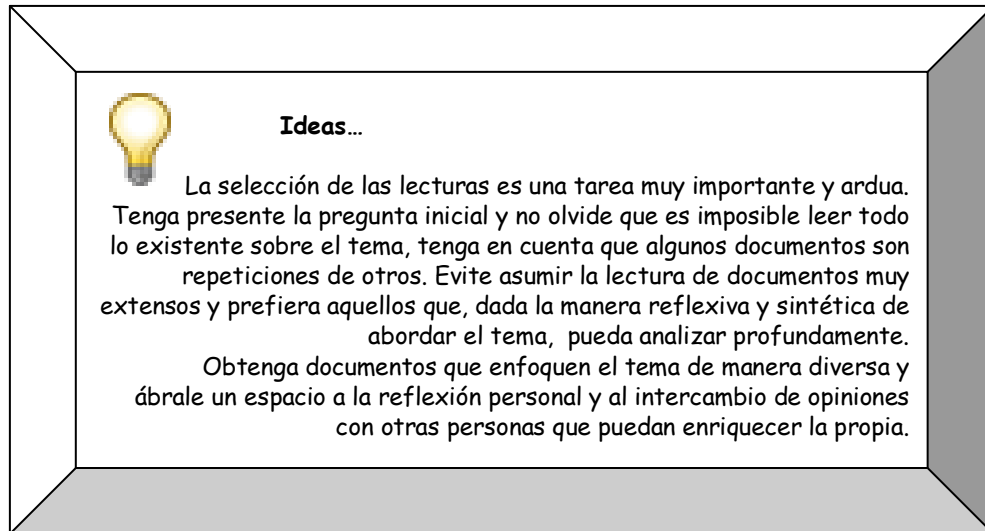 Ideas…
La selección de las lecturas es una tarea muy importante y ardua.
Tenga presente la pregunta inicial y no olvide que es imposible leer todo
lo existente sobre el tema, tenga en cuenta que algunos documentos son
repeticiones de otros. Evite asumir la lectura de documentos muy
extensos y prefiera aquellos que, dada la manera reflexiva y sintética de
abordar el tema,  pueda analizar profundamente.
Obtenga documentos que enfoquen el tema de manera diversa y
ábrale un espacio a la reflexión personal y al intercambio de opiniones
con otras personas que puedan enriquecer la propia.